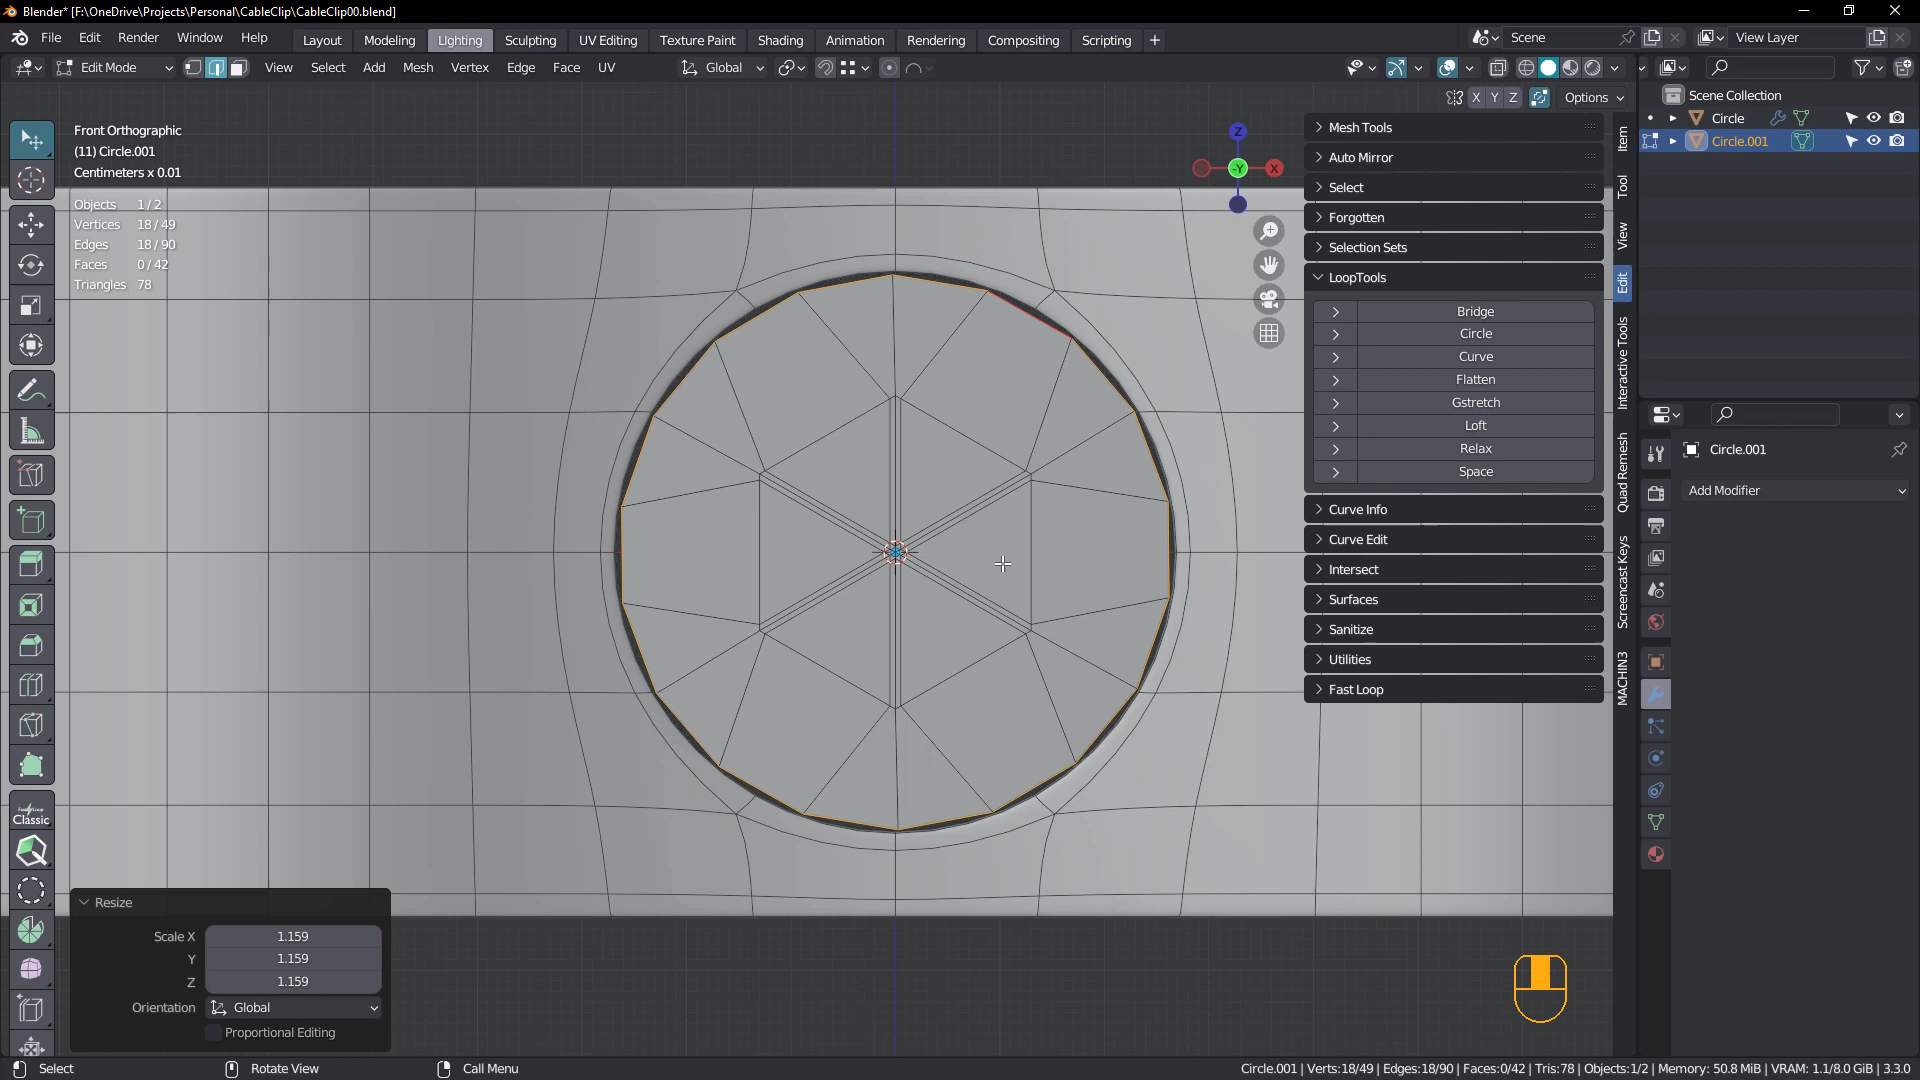 Blender* [F:\OneDrive\Projects\Personal\CableClip\CableClip00.blend]
File Edit Render Window Help Layout Modeling Lighting Sculpting UV Editing Texture Paint Shading Animation Rendering Compositing Scripting + Scene View Layer
Edit Mode View Select Add Mesh Vertex Edge Face UV Global
X Y Z Options
Scene Collection
Circle
Circle.001
Front Orthographic
(11) Circle.001
Centimeters x 0.01
Objects 1 / 2
Vertices 18 / 49
Edges 18 / 90
Faces 0 / 42
Triangles 78
Z
-Y X
Mesh Tools
Auto Mirror
Select
Forgotten
Selection Sets
LoopTools
Bridge
Circle
Curve
Flatten
Gstretch
Loft
Relax
Space
Curve Info
Curve Edit
Intersect
Surfaces
Sanitize
Utilities
Fast Loop
Item
Tool
View
Edit
Interactive Tools
Quad Remesh
Screencast Keys
MACHIN3
Circle.001
Add Modifier
FastLoop
Classic
Resize
Scale X 1.159
Y 1.159
Z 1.159
Orientation Global
Proportional Editing
Select Rotate View Call Menu Circle.001 | Verts:18/49 | Edges:18/90 | Faces:0/42 | Tris:78 | Objects:1/2 | Memory: 50.8 MiB | VRAM: 1.1/8.0 GiB | 3.3.0